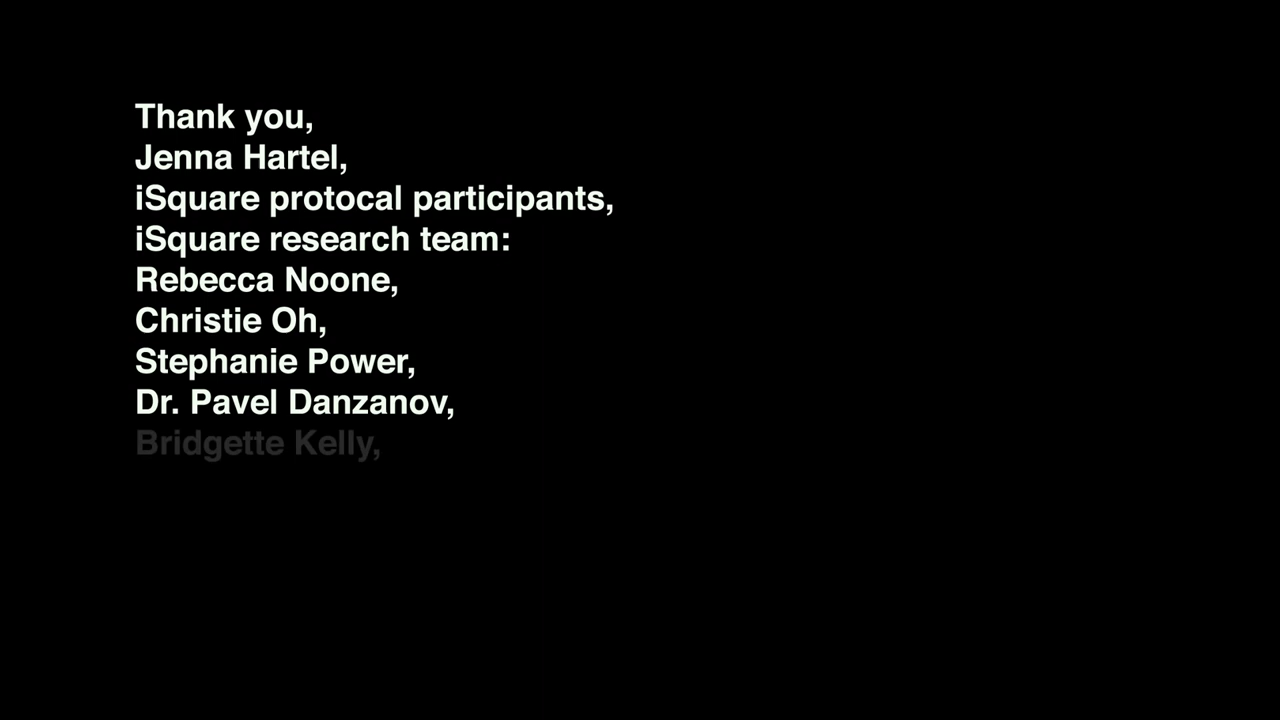 Thank you,
Jenna Hartel,
iSquare protocal participants,
iSquare research team:
Rebecca Noone,
Christie Oh,
Stephanie Power,
Dr. Pavel Danzanov,
Bridgette Kelly,